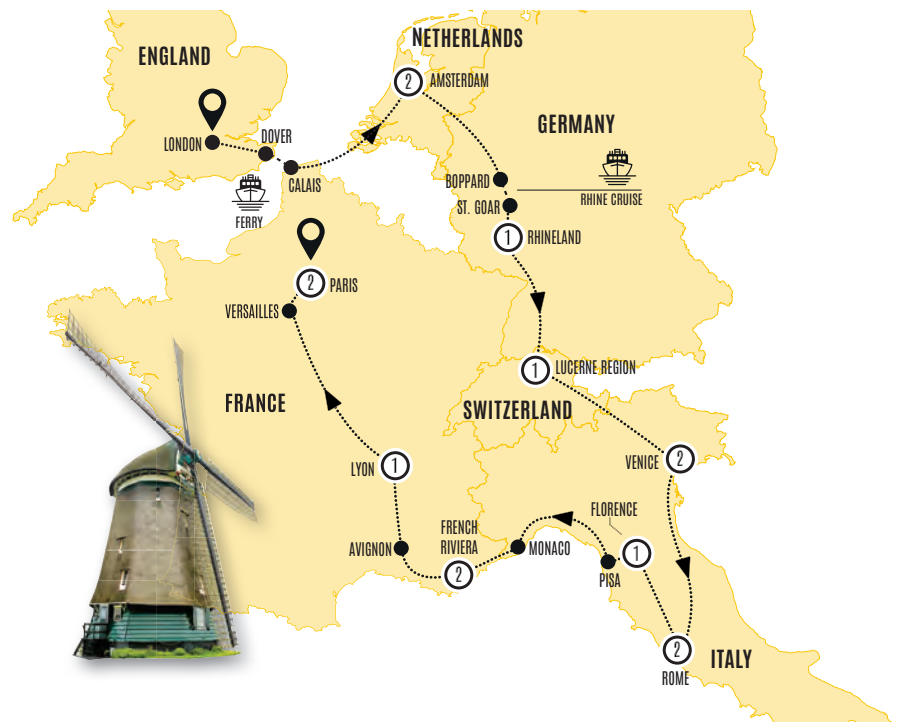 ENGLAND
NETHERLANDS
2
AMSTERDAM
GERMANY
LONDON
DOVER
CALAIS
FERRY
BOPPARD
ST. GOAR
RHINE CRUISE
1
RHINELAND
2
PARIS
VERSAILLES
1
LUCERNE REGION
FRANCE
SWITZERLAND
LYON
1
VENICE
2
FLORENCE
1
FRENCH
RIVIERA
2
AVIGNON
MONACO
PISA
2
ROME
ITALY